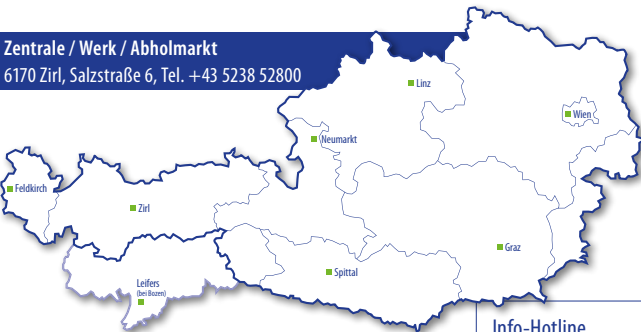 Zentrale / Werk / Abholmarkt
6170 Zirl, Salzstraße 6, Tel. +43 5238 52800
Linz
Wien
Neumarkt
Feldkirch
Zirl
Graz
Spittal
Leifers
(bei Bozen)
Info-Hotline